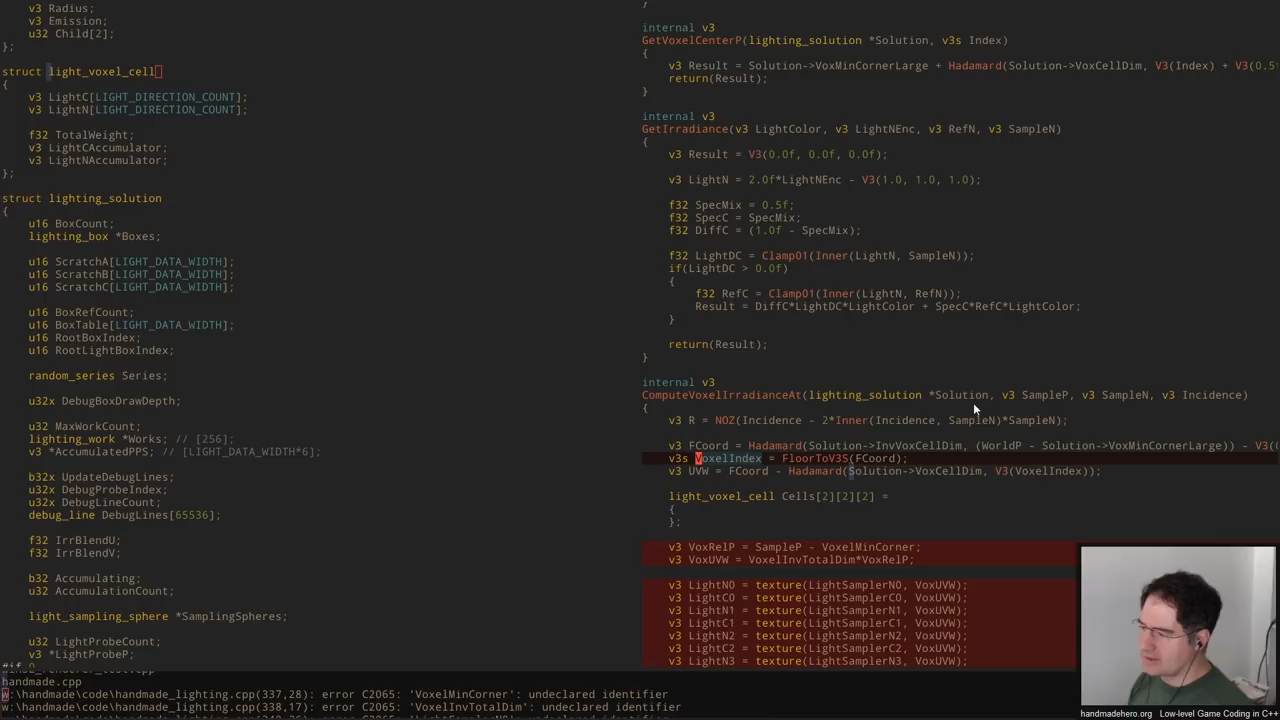 v3 Radius;
v3 Emission;
u32 Child[2];
};
struct light_voxel_cell
{
v3 LightC[LIGHT_DIRECTION_COUNT];
v3 LightN[LIGHT_DIRECTION_COUNT];
f32 TotalWeight;
v3 LightCAccumulator;
v3 LightNAccumulator;
};
struct lighting_solution
{
u16 BoxCount;
lighting_box *Boxes;
u16 ScratchA[LIGHT_DATA_WIDTH];
u16 ScratchB[LIGHT_DATA_WIDTH];
u16 ScratchC[LIGHT_DATA_WIDTH];
u16 BoxRefCount;
u16 BoxTable[LIGHT_DATA_WIDTH];
u16 RootBoxIndex;
u16 RootLightBoxIndex;
random_series Series;
u32x DebugBoxDrawDepth;
u32 MaxWorkCount;
lighting_work *Works; // [256];
v3 *AccumulatedPPS; // [LIGHT_DATA_WIDTH*6];
b32x UpdateDebugLines;
u32x DebugProbeIndex;
u32x DebugLineCount;
debug_line DebugLines[65536];
f32 IrrBlendU;
f32 IrrBlendV;
b32 Accumulating;
u32 AccumulationCount;
light_sampling_sphere *SamplingSpheres;
u32 LightProbeCount;
v3 *LightProbeP;
#if 0
internal v3
GetVoxelCenterP(lighting_solution *Solution, v3s Index)
{
v3 Result = Solution->VoxMinCornerLarge + Hadamard(Solution->VoxCellDim, V3(Index) + V3(0.5f
return(Result);
}
internal v3
GetIrradiance(v3 LightColor, v3 LightNEnc, v3 RefN, v3 SampleN)
{
v3 Result = V3(0.0f, 0.0f, 0.0f);
v3 LightN = 2.0f*LightNEnc - V3(1.0, 1.0, 1.0);
f32 SpecMix = 0.5f;
f32 SpecC = SpecMix;
f32 DiffC = (1.0f - SpecMix);
f32 LightDC = Clamp01(Inner(LightN, SampleN));
if(LightDC > 0.0f)
{
f32 RefC = Clamp01(Inner(LightN, RefN));
Result = DiffC*LightDC*LightColor + SpecC*RefC*LightColor;
}
return(Result);
}
internal v3
ComputeVoxelIrradianceAt(lighting_solution *Solution, v3 SampleP, v3 SampleN, v3 Incidence)
{
v3 R = NOZ(Incidence - 2*Inner(Incidence, SampleN)*SampleN);
v3 FCoord = Hadamard(Solution->InvVoxCellDim, (WorldP - Solution->VoxMinCornerLarge)) - V3(
v3s VoxelIndex = FloorToV3S(FCoord);
v3 UVW = FCoord - Hadamard(Solution->VoxCellDim, V3(VoxelIndex));
light_voxel_cell Cells[2][2][2] =
{
};
v3 VoxRelP = SampleP - VoxelMinCorner;
v3 VoxUVW = VoxelInvTotalDim*VoxRelP;
v3 LightN0 = texture(LightSamplerN0, VoxUVW);
v3 LightC0 = texture(LightSamplerC0, VoxUVW);
v3 LightN1 = texture(LightSamplerN1, VoxUVW);
v3 LightC1 = texture(LightSamplerC1, VoxUVW);
v3 LightN2 = texture(LightSamplerN2, VoxUVW);
v3 LightC2 = texture(LightSamplerC2, VoxUVW);
v3 LightN3 = texture(LightSamplerN3, VoxUVW);
handmade.cpp
w:\handmade\code\handmade_lighting.cpp(337,28): error C2065: 'VoxelMinCorner': undeclared identifier
w:\handmade\code\handmade_lighting.cpp(338,17): error C2065: 'VoxelInvTotalDim': undeclared identifier
handmadehero.org Low-level Game Coding in C++